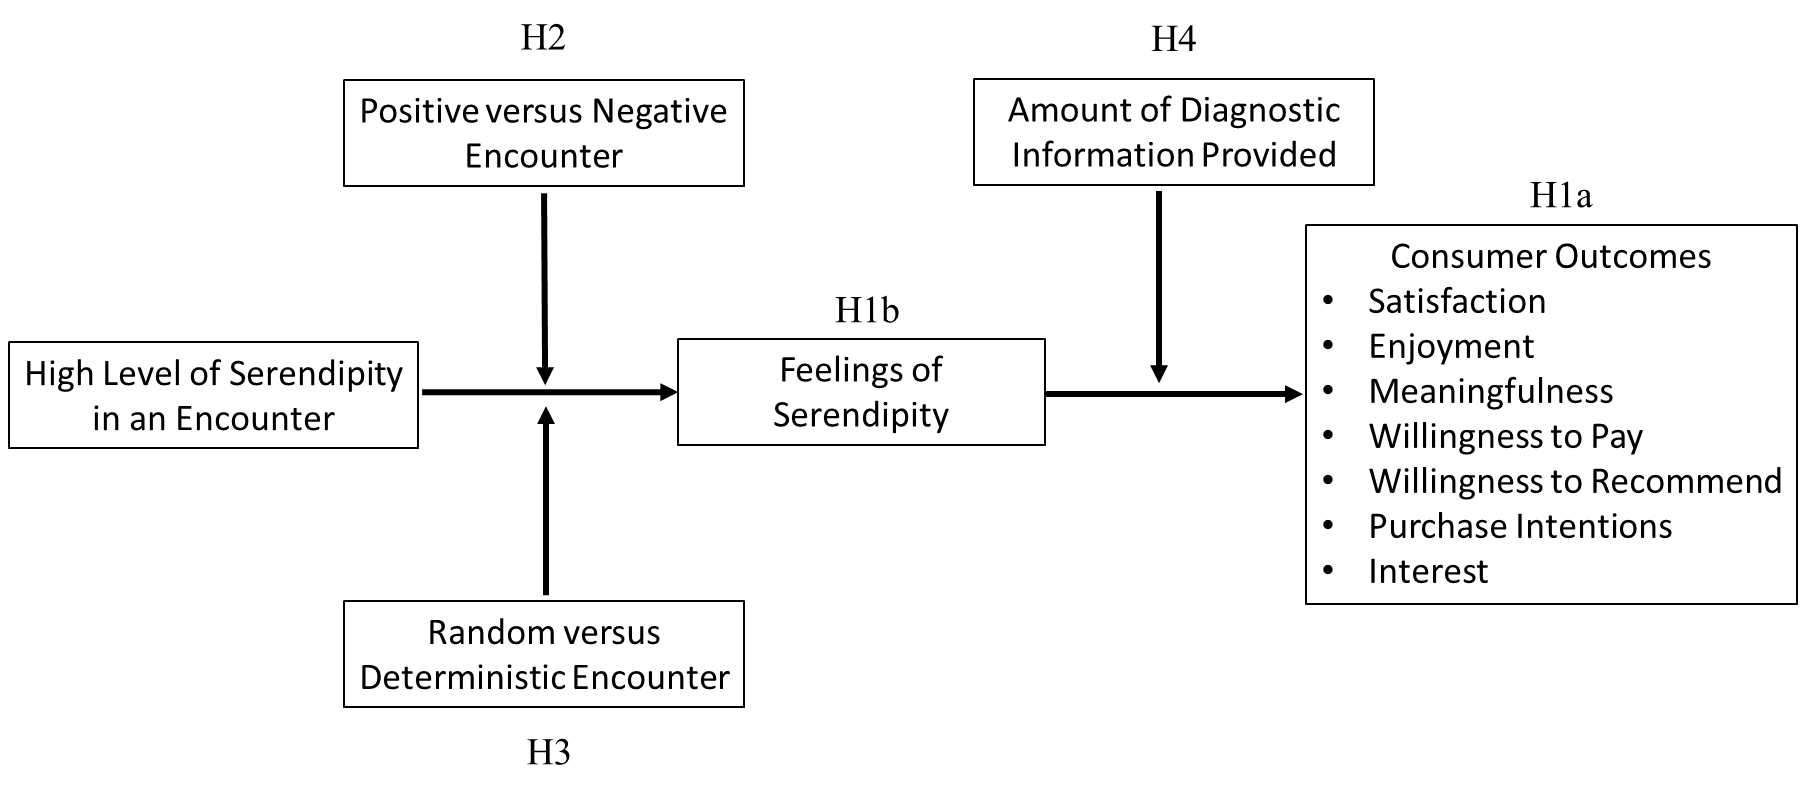 H2
Positive versus Negative
Encounter
H4
Amount of Diagnostic
Information Provided
High Level of Serendipity
in an Encounter
H1b
Feelings of
Serendipity
H1a
Consumer Outcomes
• Satisfaction
• Enjoyment
• Meaningfulness
• Willingness to Pay
• Willingness to Recommend
• Purchase Intentions
• Interest
Random versus
Deterministic Encounter
H3